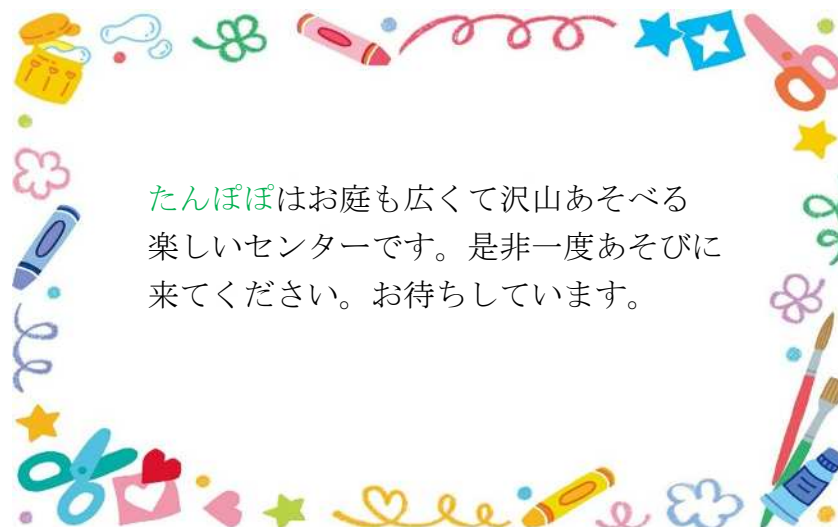 たんぽぽはお庭も広くて沢山あそべる
楽しいセンターです。是非一度あそびに
来てください。お待ちしています。